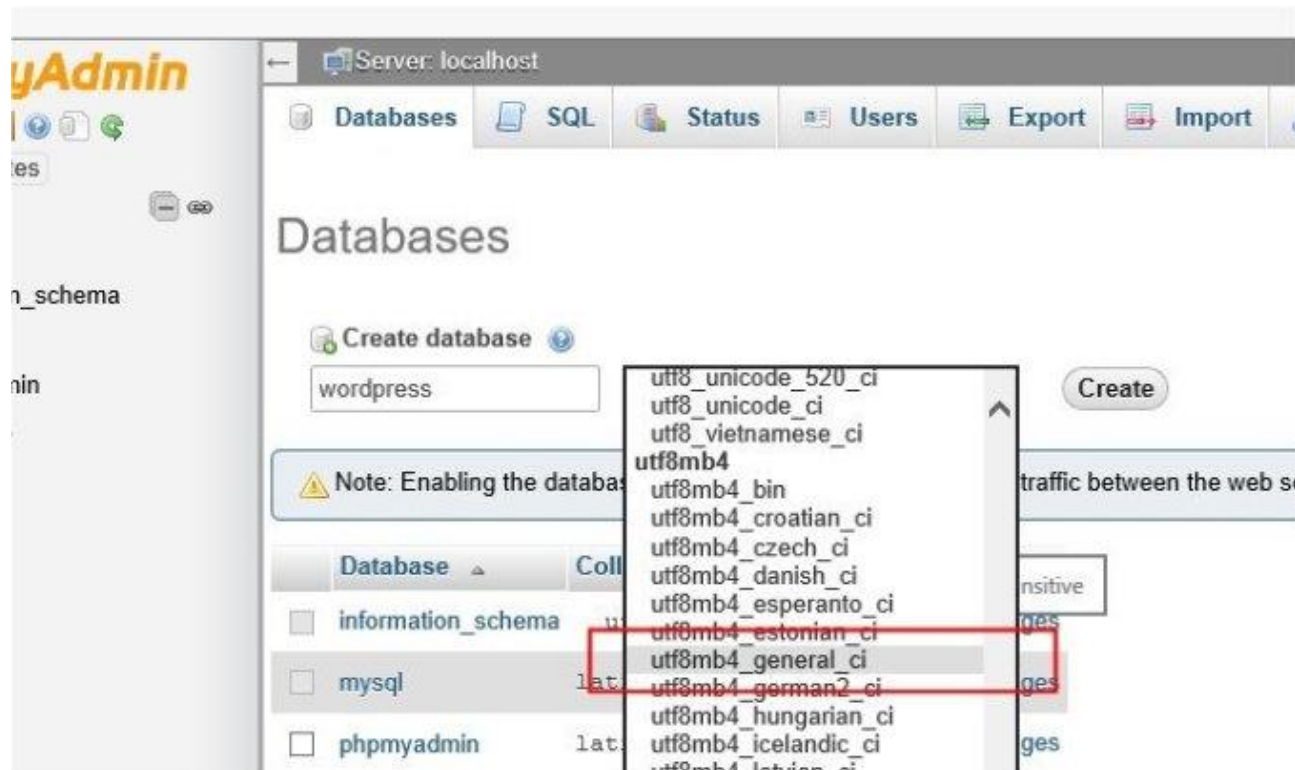 yAdmin
Server: localhost
Databases SQL Status Users Export Import
es
Databases
n_schema
Create database
min
wordpress
Create
utf8_unicode_520_ci
utf8_unicode_ci
utf8_vietnamese_ci
utf8mb4
utf8mb4_bin
utf8mb4_croatian_ci
utf8mb4_czech_ci
utf8mb4_danish_ci
utf8mb4_esperanto_ci
utf8mb4_estonian_ci
utf8mb4_general_ci
utf8mb4_german2_ci
utf8mb4_hungarian_ci
utf8mb4_icelandic_ci
utf8mb4_latvian_ci
Note: Enabling the databas traffic between the web s
Database Coll
nsitive
information_schema u ges
mysql lat ges
phpmyadmin lat ges